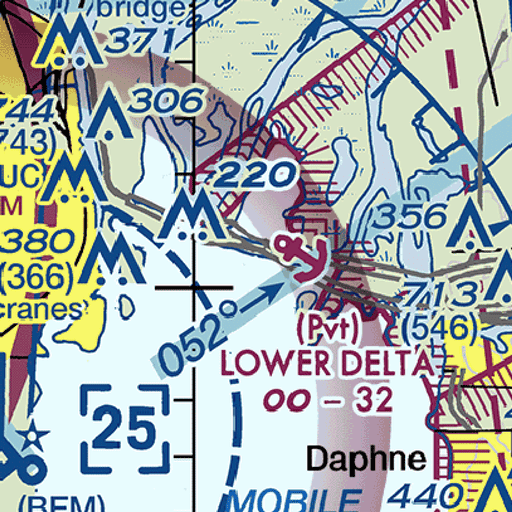 bridge
371
306
744
743)
UC
M
220
356
380
(366)
cranes
713
(546)
052°
(Pvt)
LOWER DELTA
00 – 32
25
Daphne
(BFM)
MOBILE
440